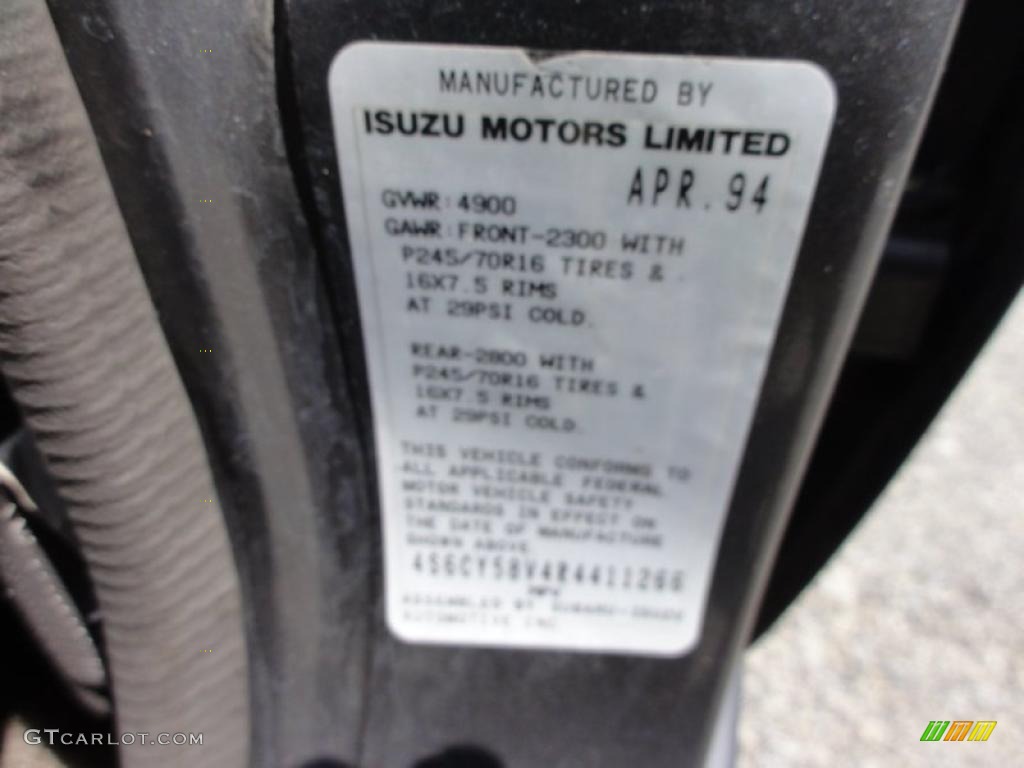 MANUFACTURED BY
ISUZU MOTORS LIMITED
APR.94
GVWR:4900
GAWR:FRONT-2300 WITH
P245/70R16 TIRES &
16X7.5 RIMS
AT 29PSI COLD.
REAR-2800 WITH
P245/70R16 TIRES &
16X7.5 RIMS
AT 29PSI COLD.
THIS VEHICLE CONFORMS TO
ALL APPLICABLE FEDERAL
MOTOR VEHICLE SAFETY
STANDARDS IN EFFECT ON
THE DATE OF MANUFACTURE
SHOWN ABOVE.
4S6CY58V4R4411266
MPV
ASSEMBLED BY SUBARU-ISUZU
AUTOMOTIVE INC.
GTCARLOT.COM